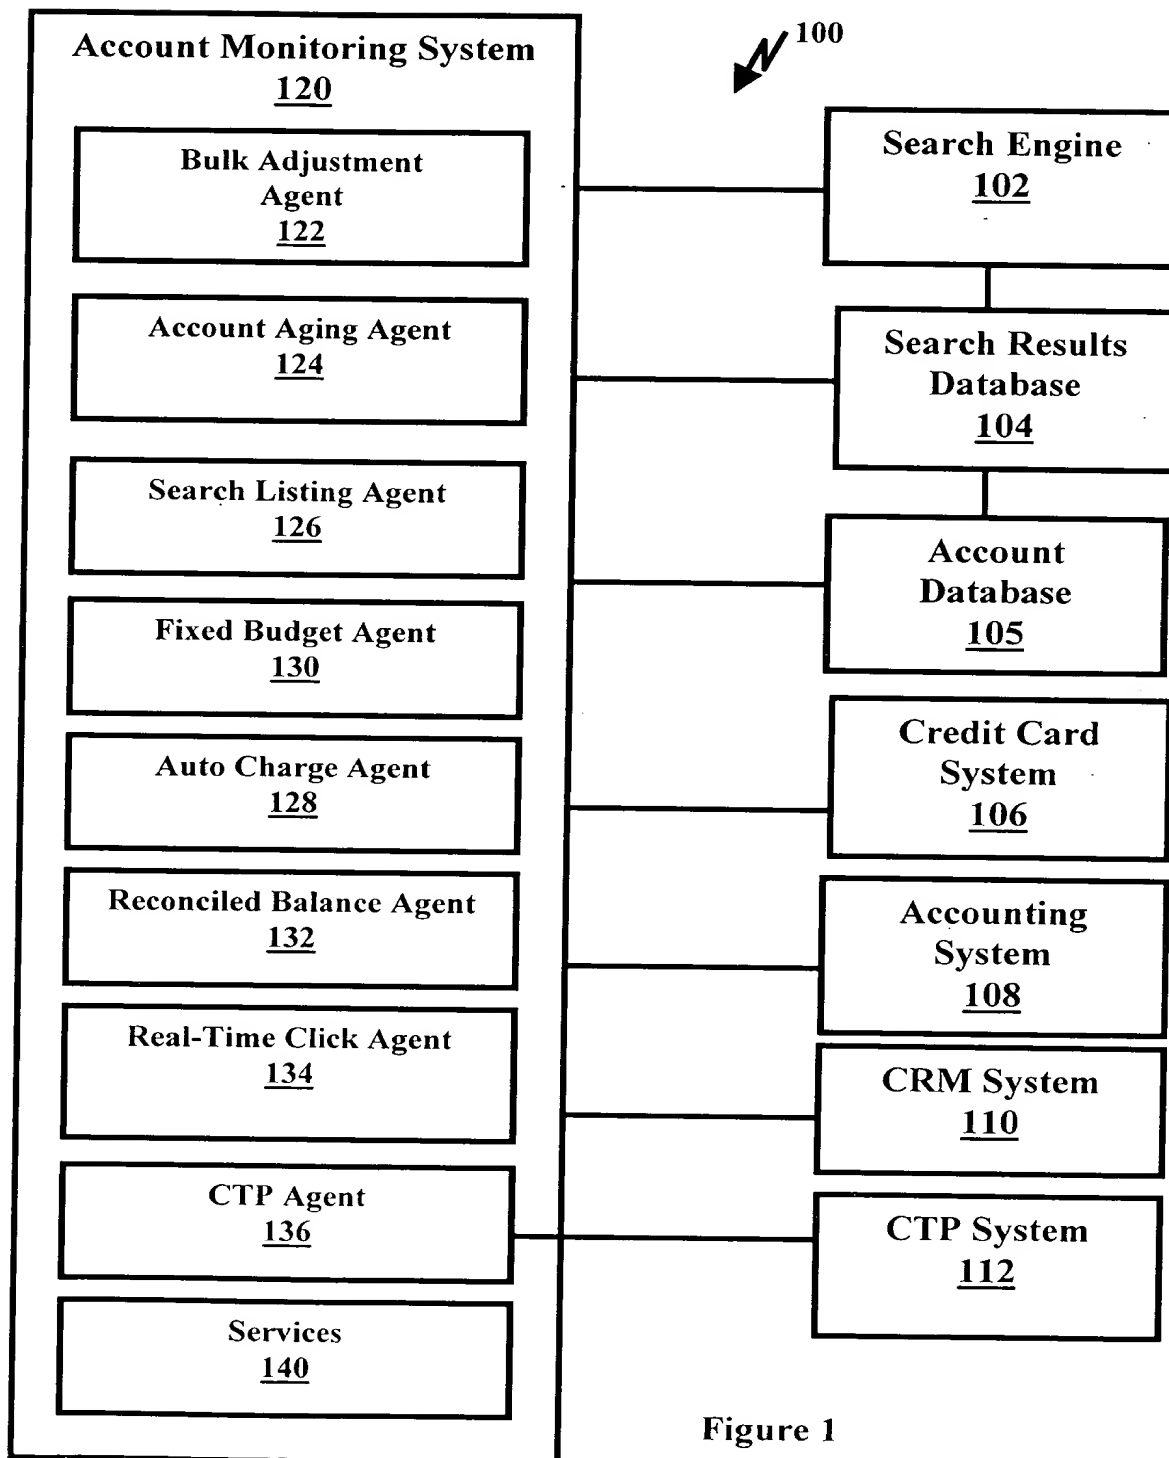 Account Monitoring System
120
Bulk Adjustment
Agent
122
Account Aging Agent
124
Search Listing Agent
126
Fixed Budget Agent
130
Auto Charge Agent
128
Reconciled Balance Agent
132
Real-Time Click Agent
134
CTP Agent
136
Services
140
100
Search Engine
102
Search Results
Database
104
Account
Database
105
Credit Card
System
106
Accounting
System
108
CRM System
110
CTP System
112
Figure 1